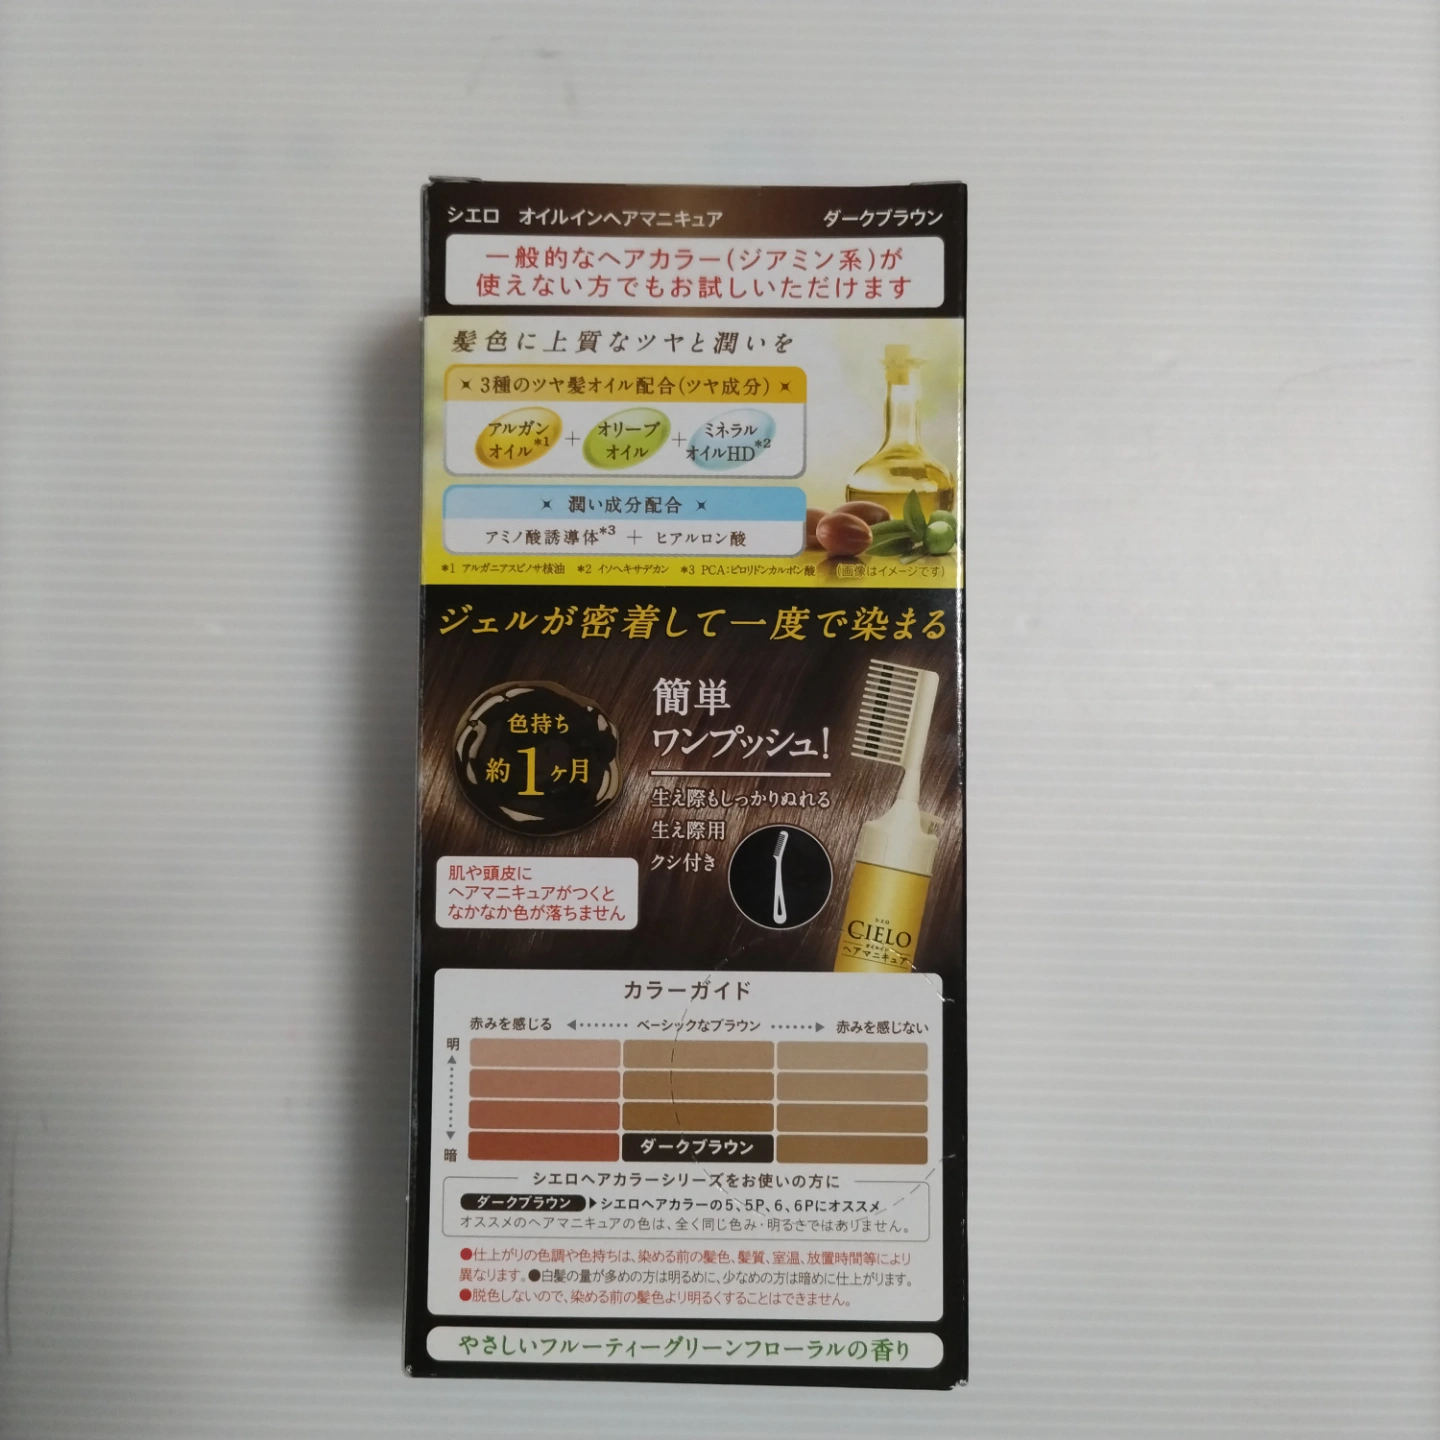 シエロ オイルインヘアマニキュア ダークブラウン
一般的なヘアカラー(ジアミン系)が
使えない方でもお試しいただけます
髪色に上質なツヤと潤いを
3種のツヤ髪オイル配合(ツヤ成分)
アルガン
オイル*1
+
オリーブ
オイル
+
ミネラル
オイルHD*2
潤い成分配合
アミノ酸誘導体*3 + ヒアルロン酸
*1 アルガニアスピノサ核油 *2 イソヘキサデカン *3 PCA:ピロリドンカルボン酸 (画像はイメージです)
ジェルが密着して一度で染まる
色持ち
約1ヶ月
簡単
ワンプッシュ!
生え際もしっかりぬれる
生え際用
クシ付き
肌や頭皮に
ヘアマニキュアがつくと
なかなか色が落ちません
シエロ
CIELO
オイルイン
ヘアマニキュア
カラーガイド
赤みを感じる ベーシックなブラウン 赤みを感じない
明
暗
ダークブラウン
シエロヘアカラーシリーズをお使いの方に
ダークブラウン ▶シエロヘアカラーの5、5P、6、6Pにオススメ
オススメのヘアマニキュアの色は、全く同じ色み・明るさではありません。
●仕上がりの色調や色持ちは、染める前の髪色、髪質、室温、放置時間等により
異なります。●白髪の量が多めの方は明るめに、少なめの方は暗めに仕上がります。
●脱色しないので、染める前の髪色より明るくすることはできません。
やさしいフルーティーグリーンフローラルの香り